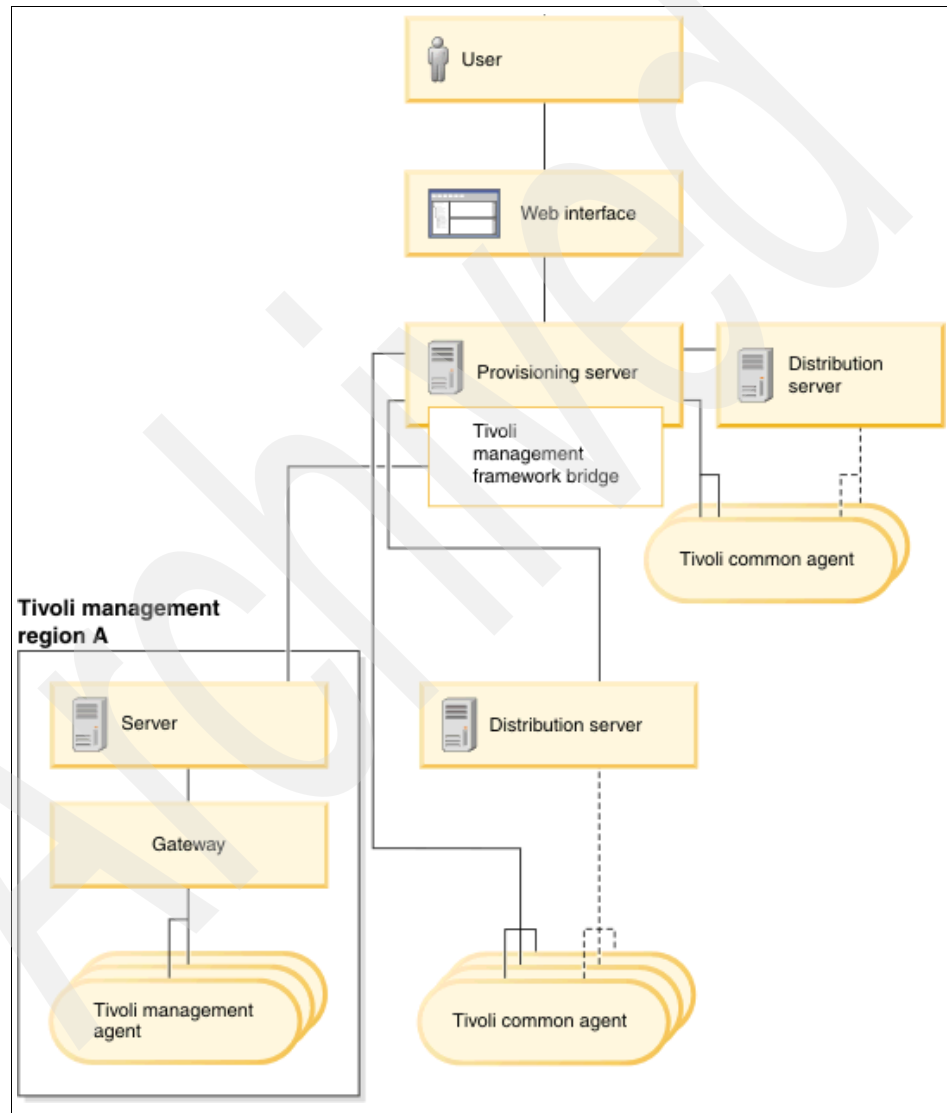 User
Web interface
Provisioning server
Distribution
server
Tivoli
management
framework bridge
Tivoli common agent
Tivoli management
region A
Server
Distribution server
Gateway
Tivoli management
agent
Tivoli common agent
Archived